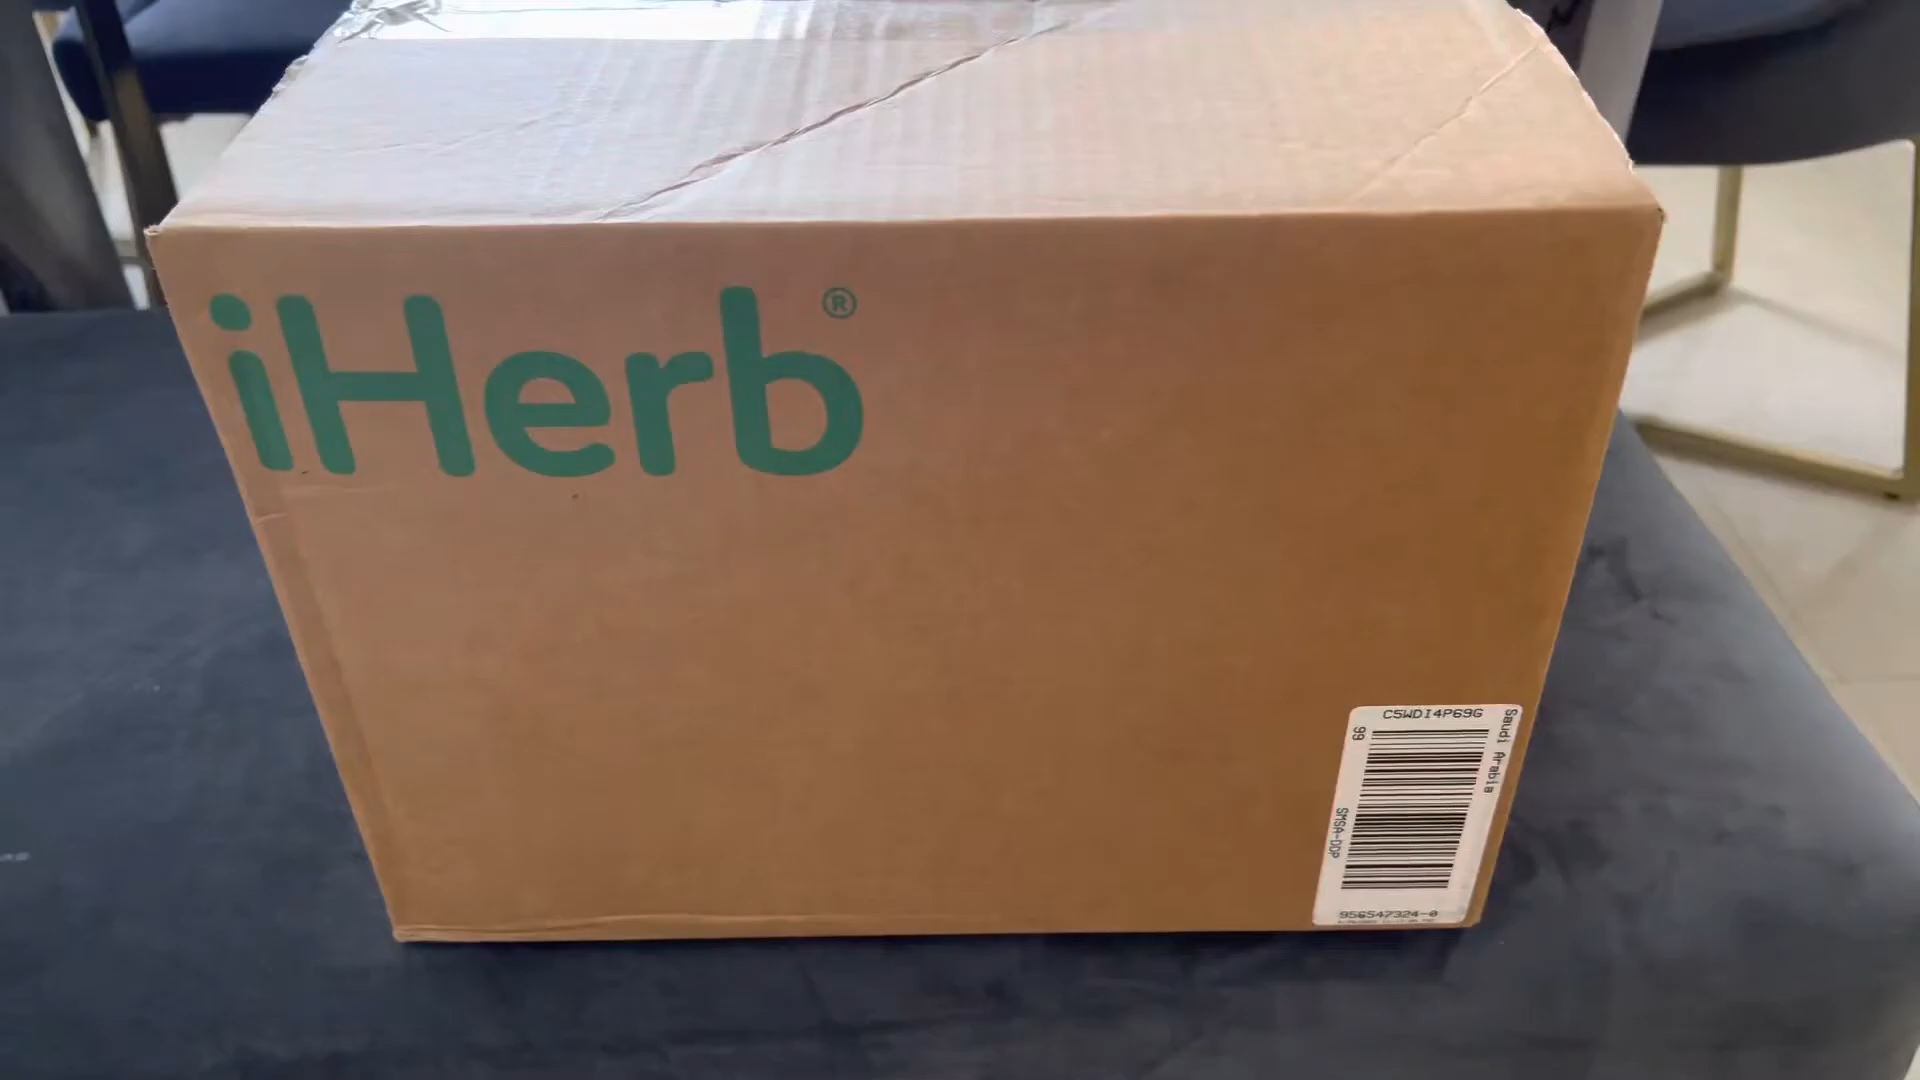 iHerb®
C5WDI4P69G
99
Saudi Arabia
SMSA-DDP
956547324-0